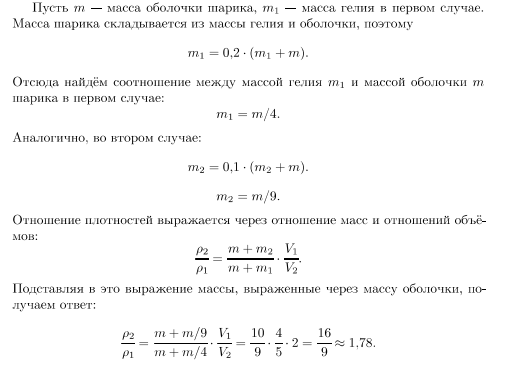 Пусть m — масса оболочки шарика, m₁ — масса гелия в первом случае.
Масса шарика складывается из массы гелия и оболочки, поэтому
m₁ = 0,2 · (m₁ + m).
Отсюда найдём соотношение между массой гелия m₁ и массой оболочки m
шарика в первом случае:
m₁ = m/4.
Аналогично, во втором случае:
m₂ = 0,1 · (m₂ + m).
m₂ = m/9.
Отношение плотностей выражается через отношение масс и отношений объё-
мов:
ρ₂/ρ₁ = (m + m₂)/(m + m₁) · V₁/V₂.
Подставляя в это выражение массы, выраженные через массу оболочки, по-
лучаем ответ:
ρ₂/ρ₁ = (m + m/9)/(m + m/4) · V₁/V₂ = 10/9 · 4/5 · 2 = 16/9 ≈ 1,78.